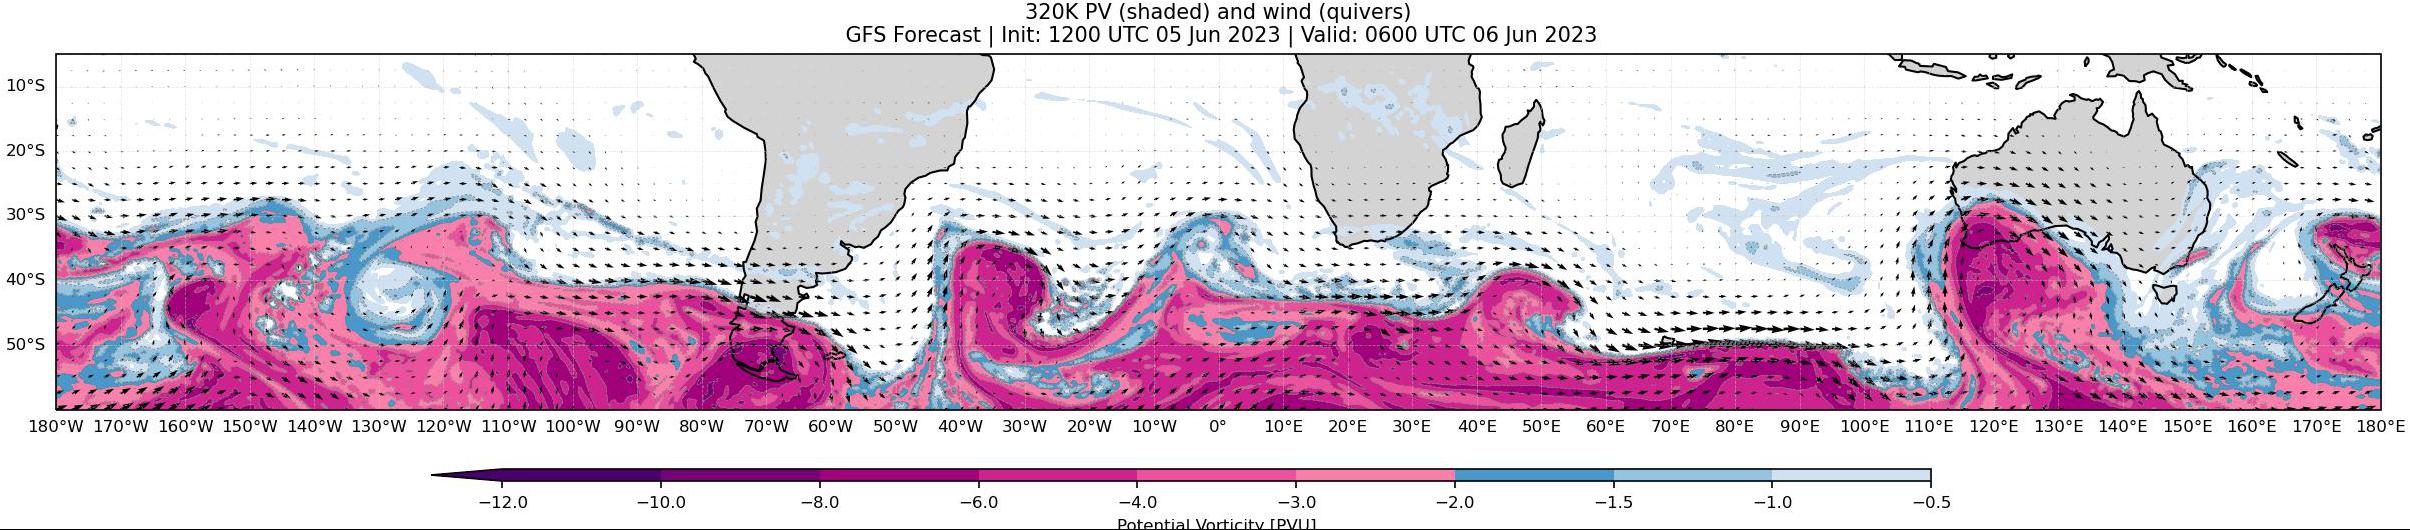 320K PV (shaded) and wind (quivers)
GFS Forecast | Init: 1200 UTC 05 Jun 2023 | Valid: 0600 UTC 06 Jun 2023
10°S
20°S
30°S
40°S
50°S
180°W 170°W 160°W 150°W 140°W 130°W 120°W 110°W 100°W 90°W 80°W 70°W 60°W 50°W 40°W 30°W 20°W 10°W 0° 10°E 20°E 30°E 40°E 50°E 60°E 70°E 80°E 90°E 100°E 110°E 120°E 130°E 140°E 150°E 160°E 170°E 180°E
−12.0 −10.0 −8.0 −6.0 −4.0 −3.0 −2.0 −1.5 −1.0 −0.5
Potential Vorticity [PVU]